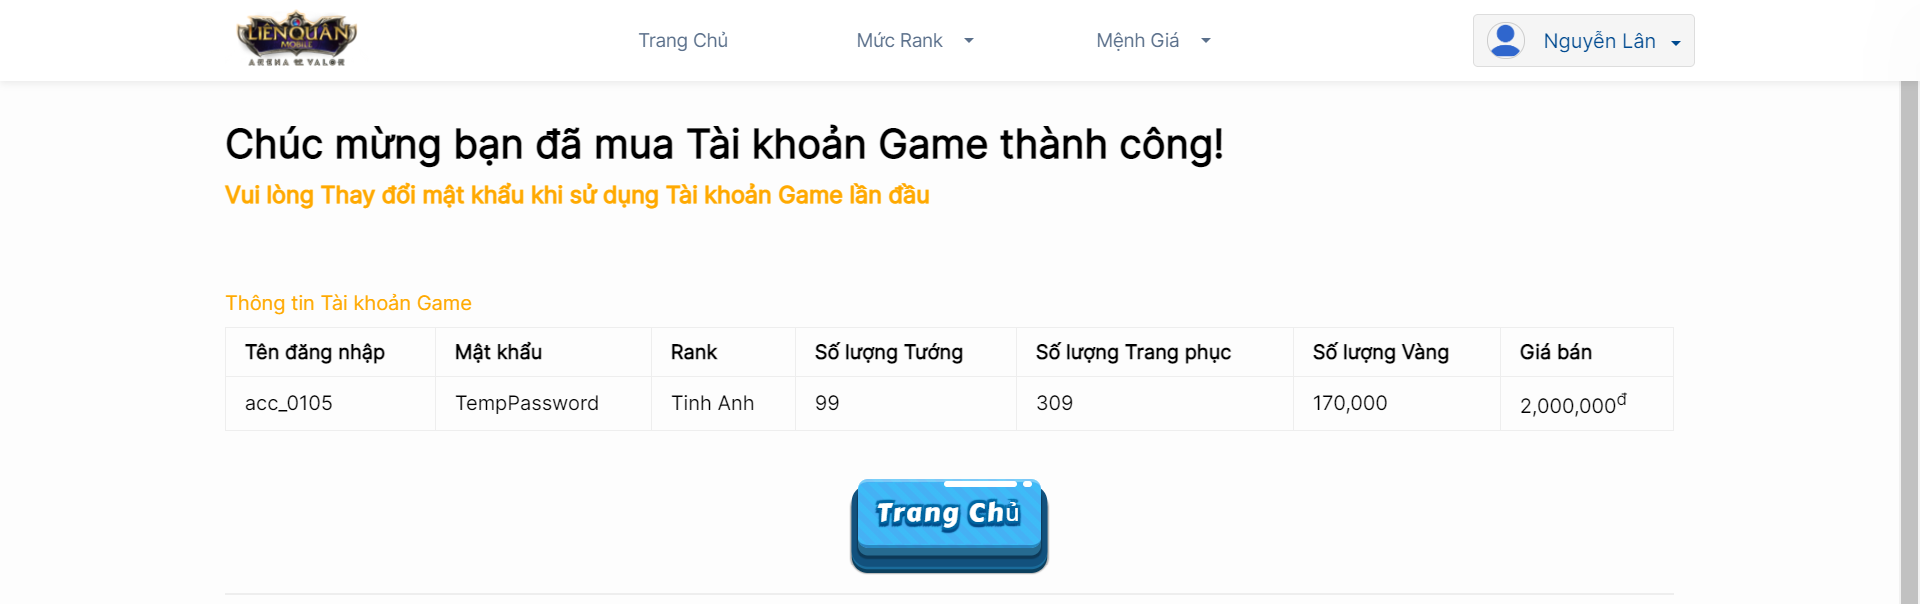 LIÊN QUÂN
MOBILE
ARENA OF VALOR
Trang Chủ
Mức Rank
Mệnh Giá
Nguyễn Lân
Chúc mừng bạn đã mua Tài khoản Game thành công!
Vui lòng Thay đổi mật khẩu khi sử dụng Tài khoản Game lần đầu
Thông tin Tài khoản Game
Tên đăng nhập Mật khẩu Rank Số lượng Tướng Số lượng Trang phục Số lượng Vàng Giá bán
acc_0105 TempPassword Tinh Anh 99 309 170,000 2,000,000đ
Trang Chủ